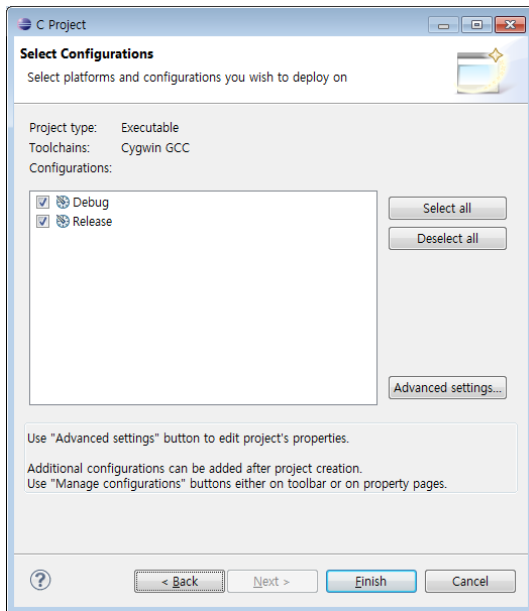 C Project
Select Configurations
Select platforms and configurations you wish to deploy on
Project type: Executable
Toolchains: Cygwin GCC
Configurations:
Debug
Release
Select all
Deselect all
Advanced settings...
Use "Advanced settings" button to edit project's properties.
Additional configurations can be added after project creation.
Use "Manage configurations" buttons either on toolbar or on property pages.
?
< Back
Next >
Finish
Cancel